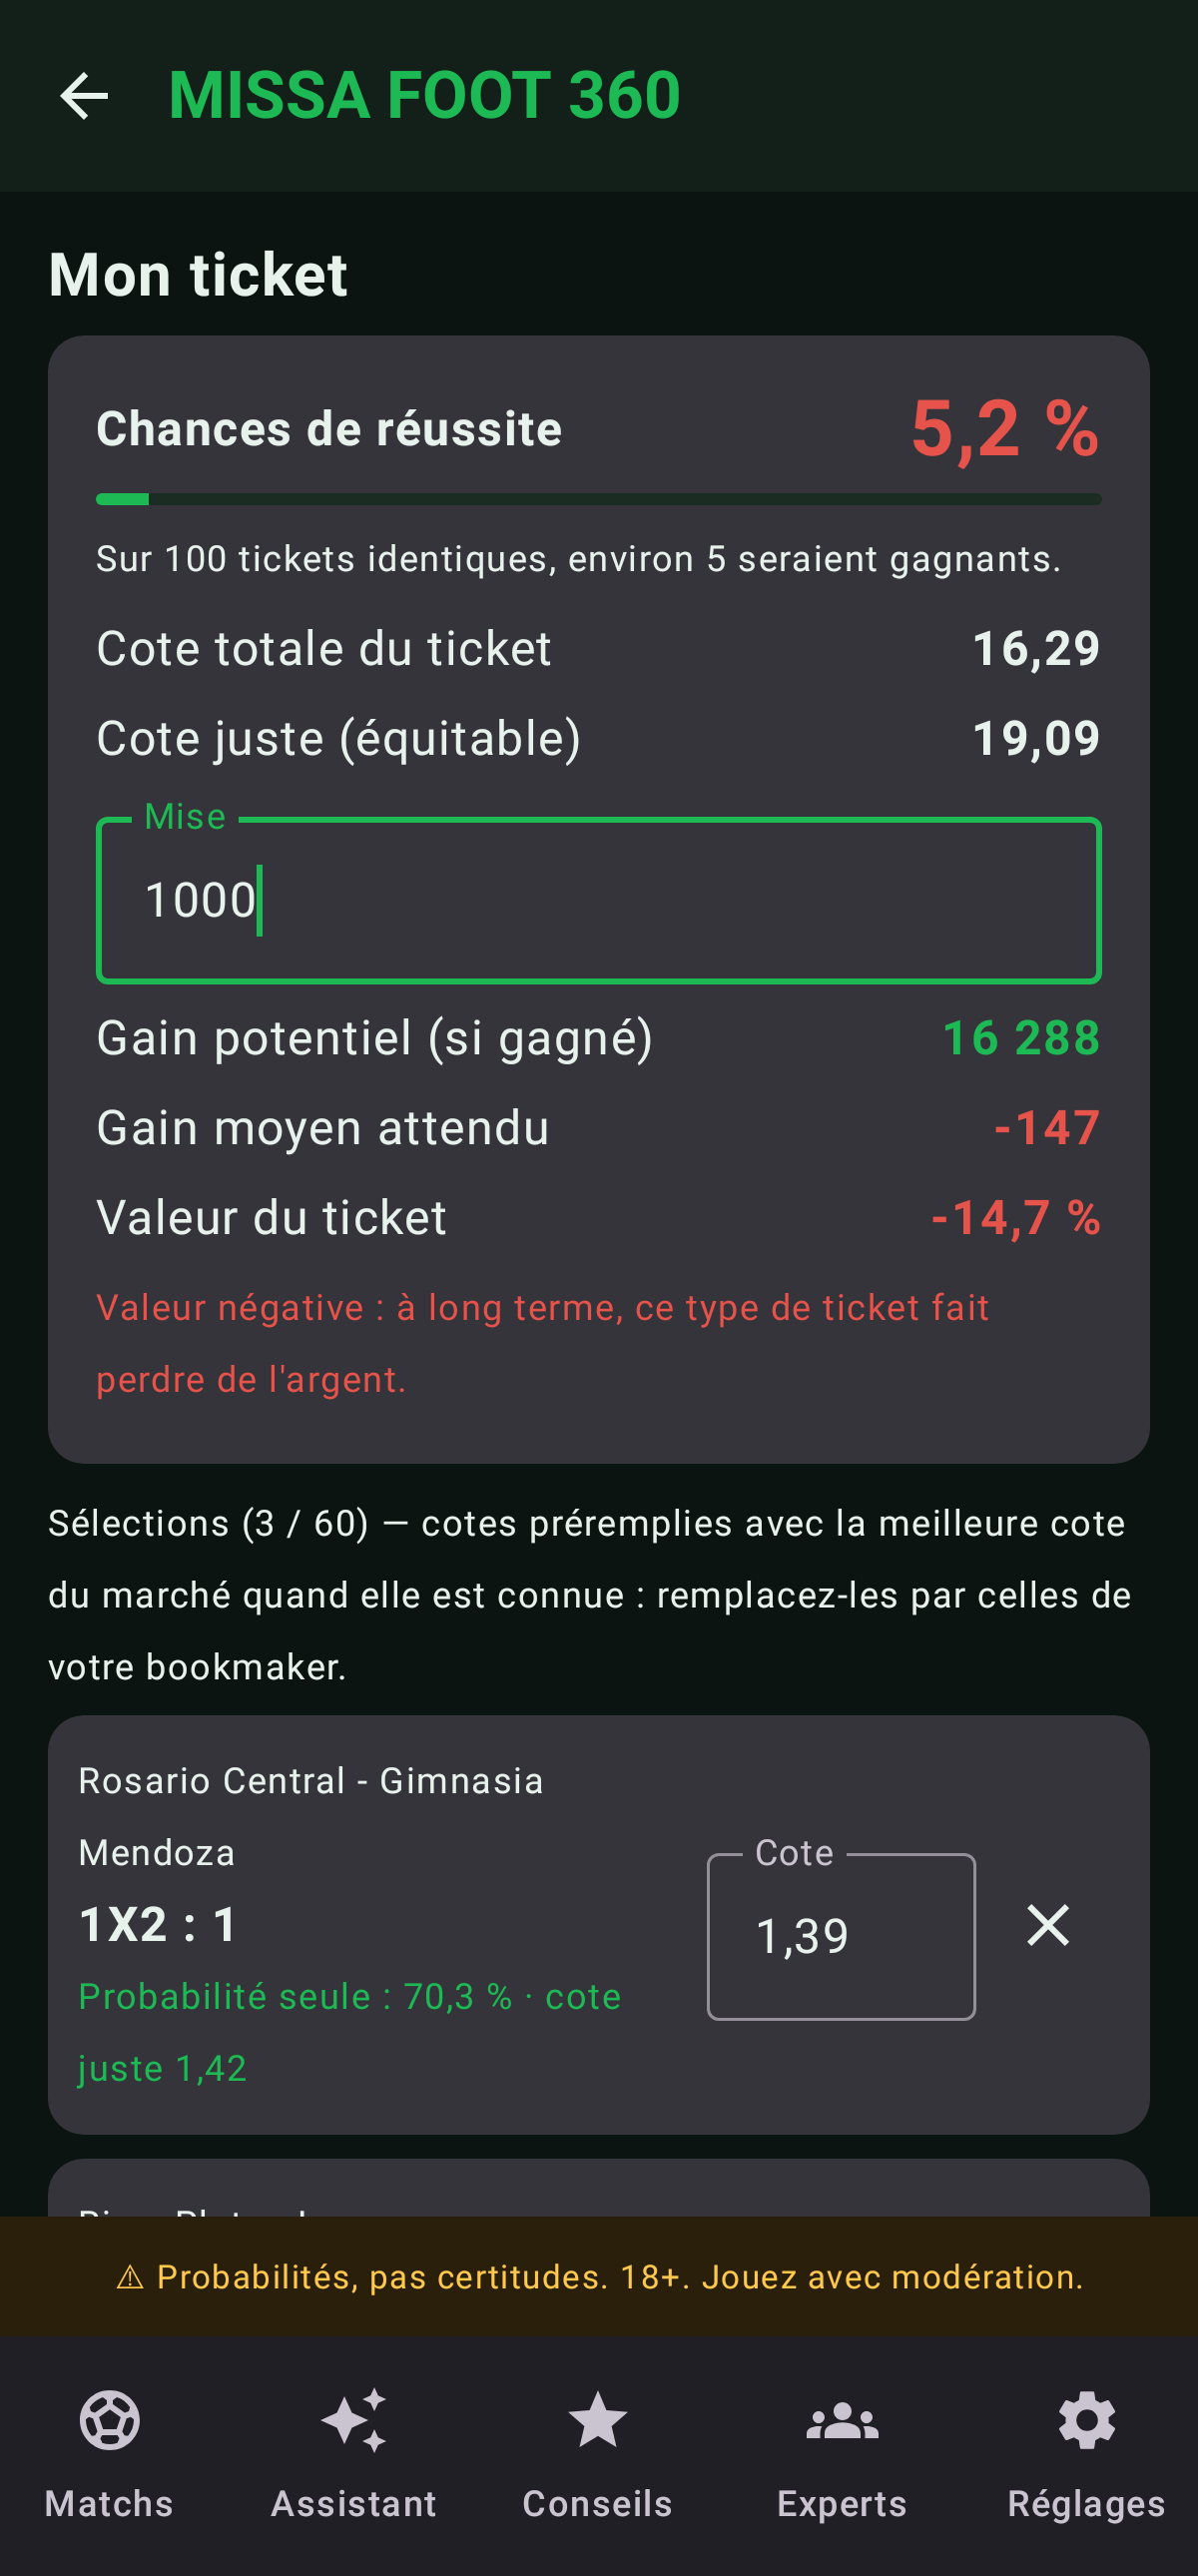 MISSA FOOT 360
Mon ticket
Chances de réussite 5,2 %
Sur 100 tickets identiques, environ 5 seraient gagnants.
Cote totale du ticket 16,29
Cote juste (équitable) 19,09
Mise
1000
Gain potentiel (si gagné) 16 288
Gain moyen attendu -147
Valeur du ticket -14,7 %
Valeur négative : à long terme, ce type de ticket fait
perdre de l'argent.
Sélections (3 / 60) — cotes préremplies avec la meilleure cote
du marché quand elle est connue : remplacez-les par celles de
votre bookmaker.
Rosario Central - Gimnasia
Mendoza
1X2 : 1
Probabilité seule : 70,3 % · cote
juste 1,42
Cote
1,39
⚠ Probabilités, pas certitudes. 18+. Jouez avec modération.
Matchs Assistant Conseils Experts Réglages